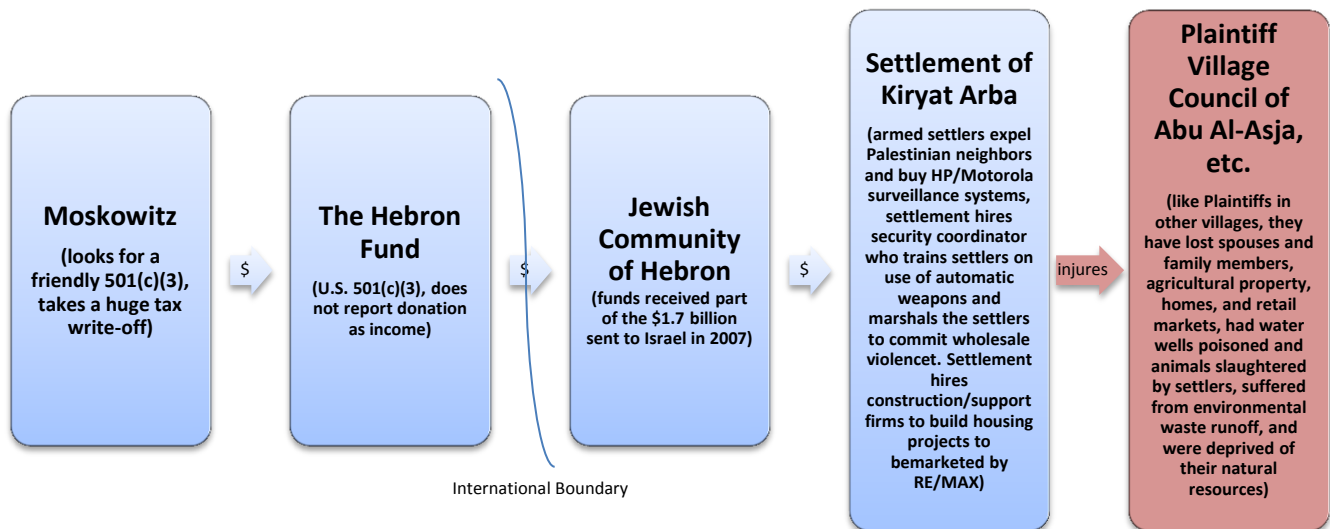 Moskowitz
(looks for a
friendly 501(c)(3),
takes a huge tax
write-off)
$
The Hebron
Fund
(U.S. 501(c)(3), does
not report donation
as income)
$
International Boundary
Jewish
Community
of Hebron
(funds received part
of the $1.7 billion
sent to Israel in 2007)
$
Settlement of
Kiryat Arba
(armed settlers expel
Palestinian neighbors
and buy HP/Motorola
surveillance systems,
settlement hires
security coordinator
who trains settlers on
use of automatic
weapons and
marshals the settlers
to commit wholesale
violencet. Settlement
hires
construction/support
firms to build housing
projects to
bemarketed by
RE/MAX)
injures
Plaintiff
Village
Council of
Abu Al-Asja,
etc.
(like Plaintiffs in
other villages, they
have lost spouses and
family members,
agricultural property,
homes, and retail
markets, had water
wells poisoned and
animals slaughtered
by settlers, suffered
from environmental
waste runoff, and
were deprived of
their natural
resources)